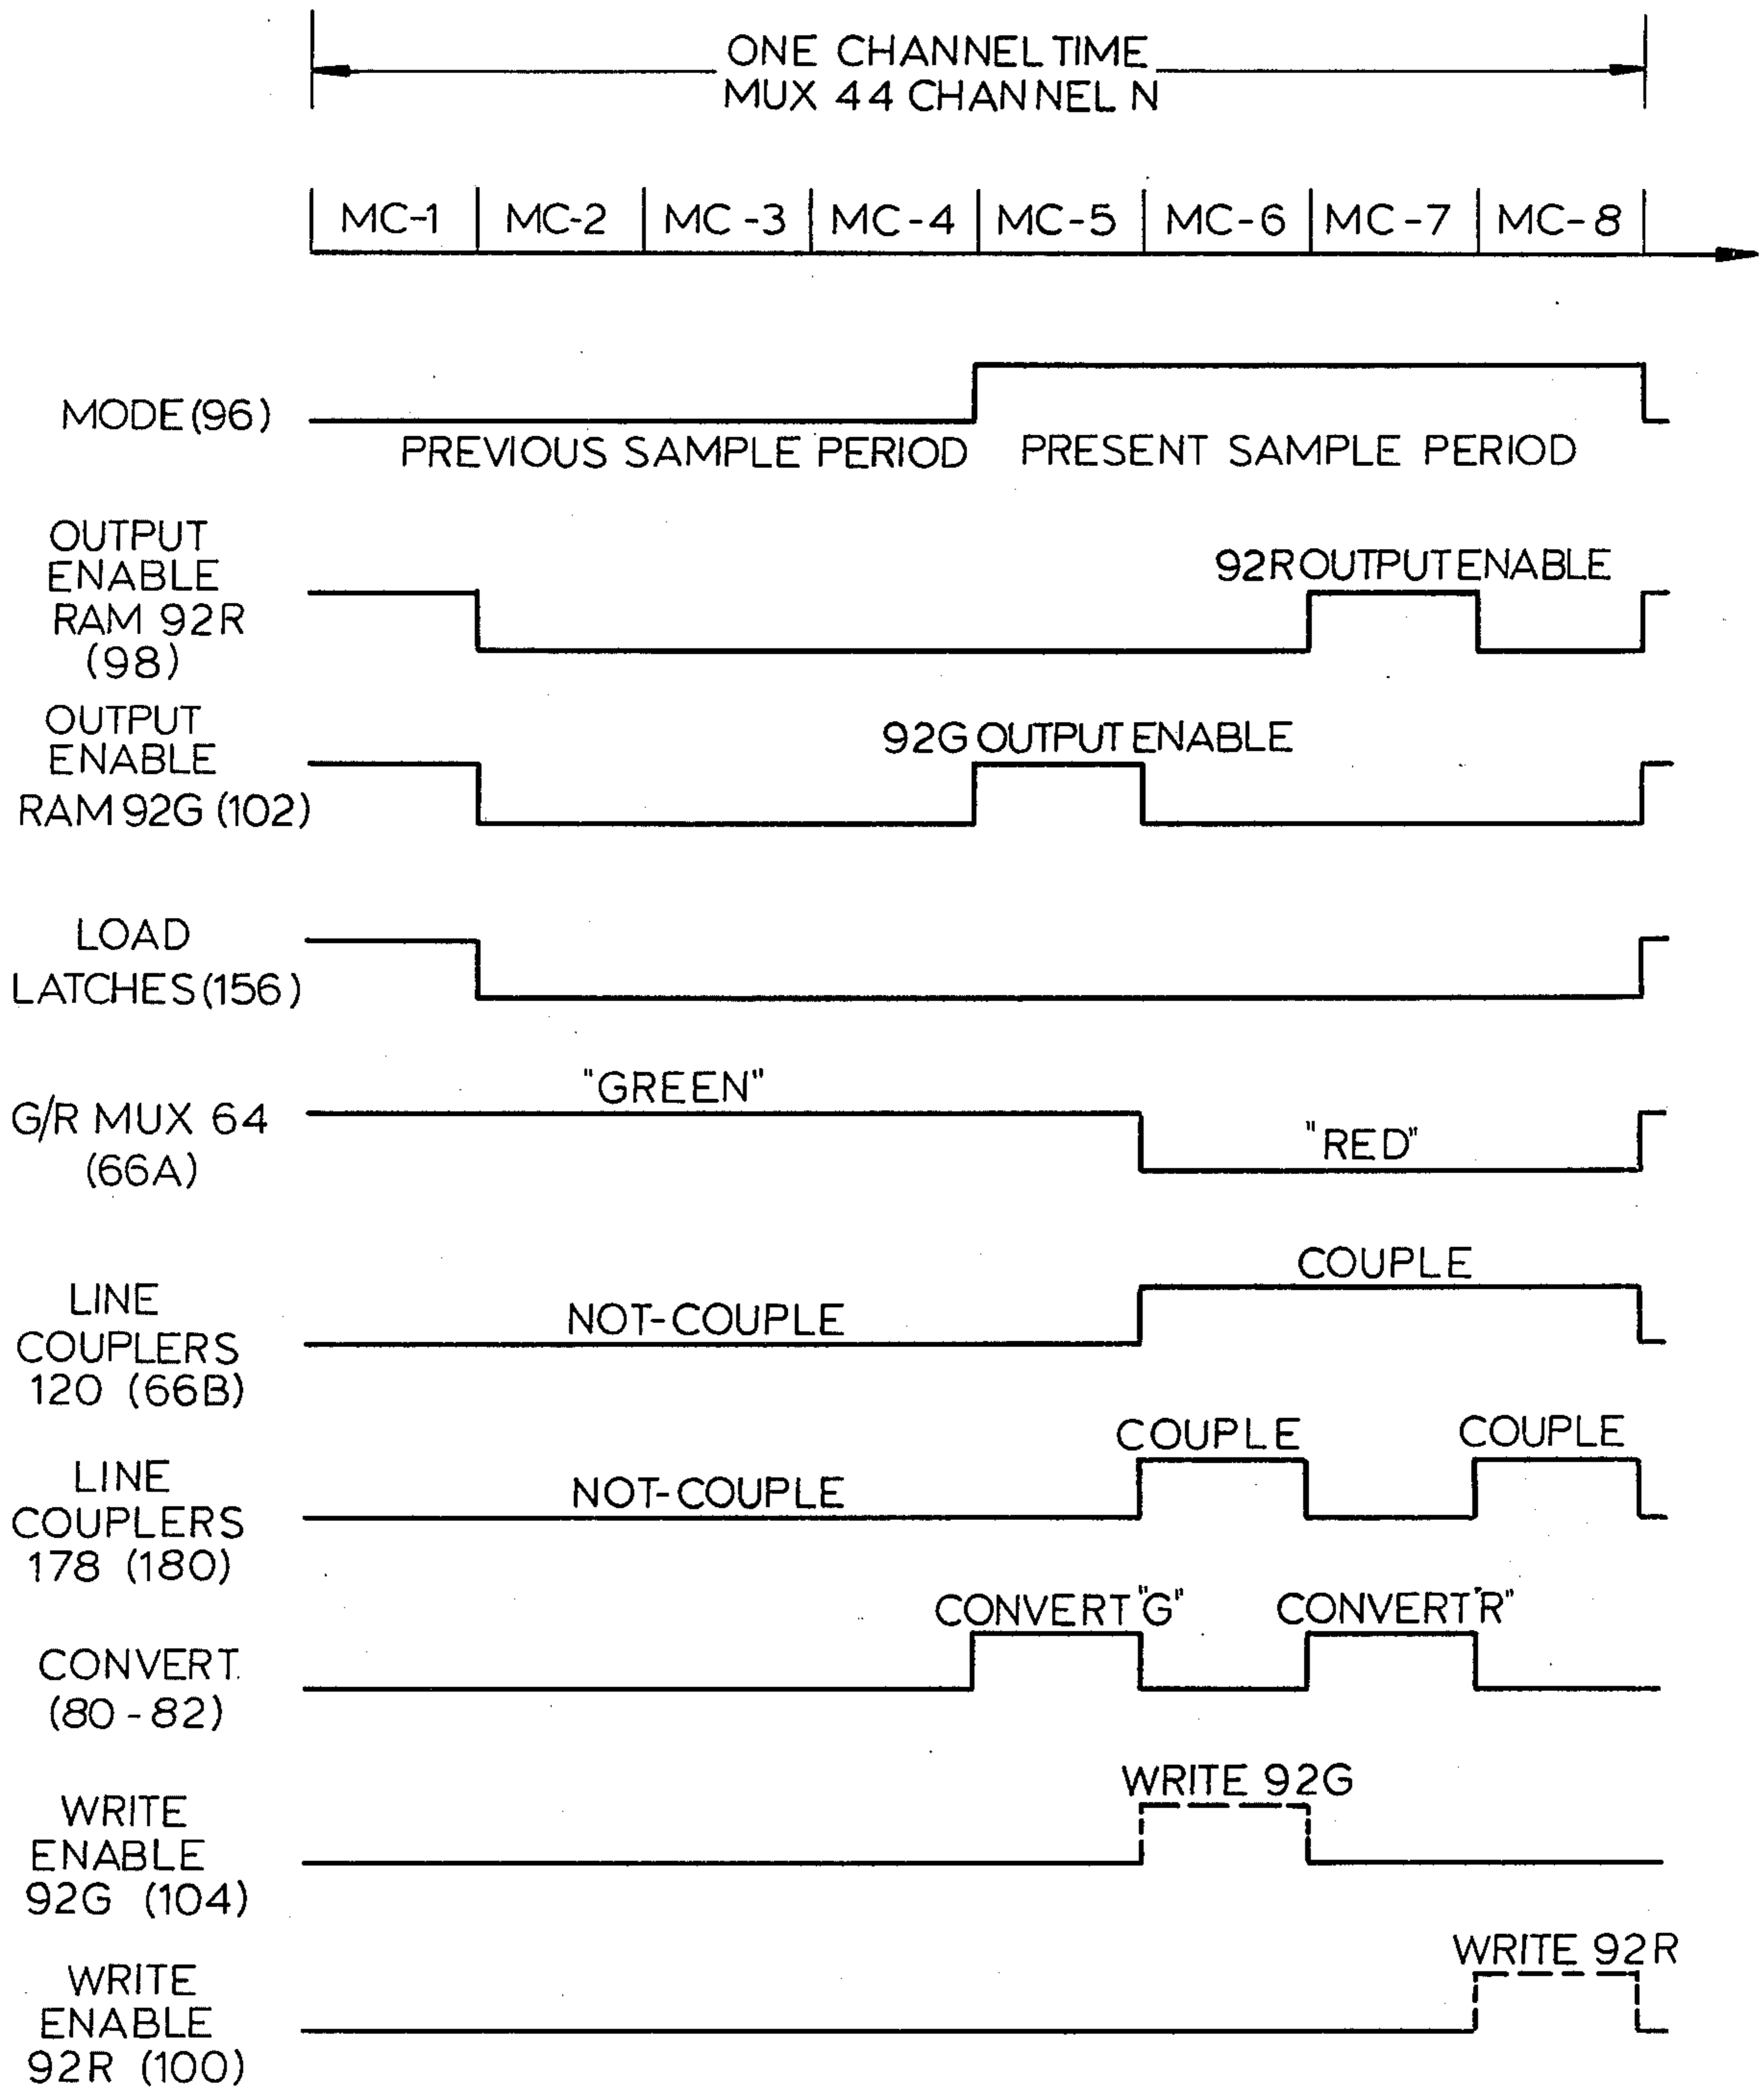 ONE CHANNEL TIME
MUX 44 CHANNEL N
MC-1 MC-2 MC-3 MC-4 MC-5 MC-6 MC-7 MC-8
MODE (96)
PREVIOUS SAMPLE PERIOD PRESENT SAMPLE PERIOD
OUTPUT
ENABLE
RAM 92R
(98)
92R OUTPUT ENABLE
OUTPUT
ENABLE
RAM 92G (102)
92G OUTPUT ENABLE
LOAD
LATCHES (156)
G/R MUX 64
(66A)
"GREEN"
"RED"
LINE
COUPLERS
120 (66B)
NOT-COUPLE
COUPLE
LINE
COUPLERS
178 (180)
NOT-COUPLE
COUPLE COUPLE
CONVERT.
(80-82)
CONVERT "G" CONVERT "R"
WRITE
ENABLE
92G (104)
WRITE 92G
WRITE
ENABLE
92R (100)
WRITE 92R